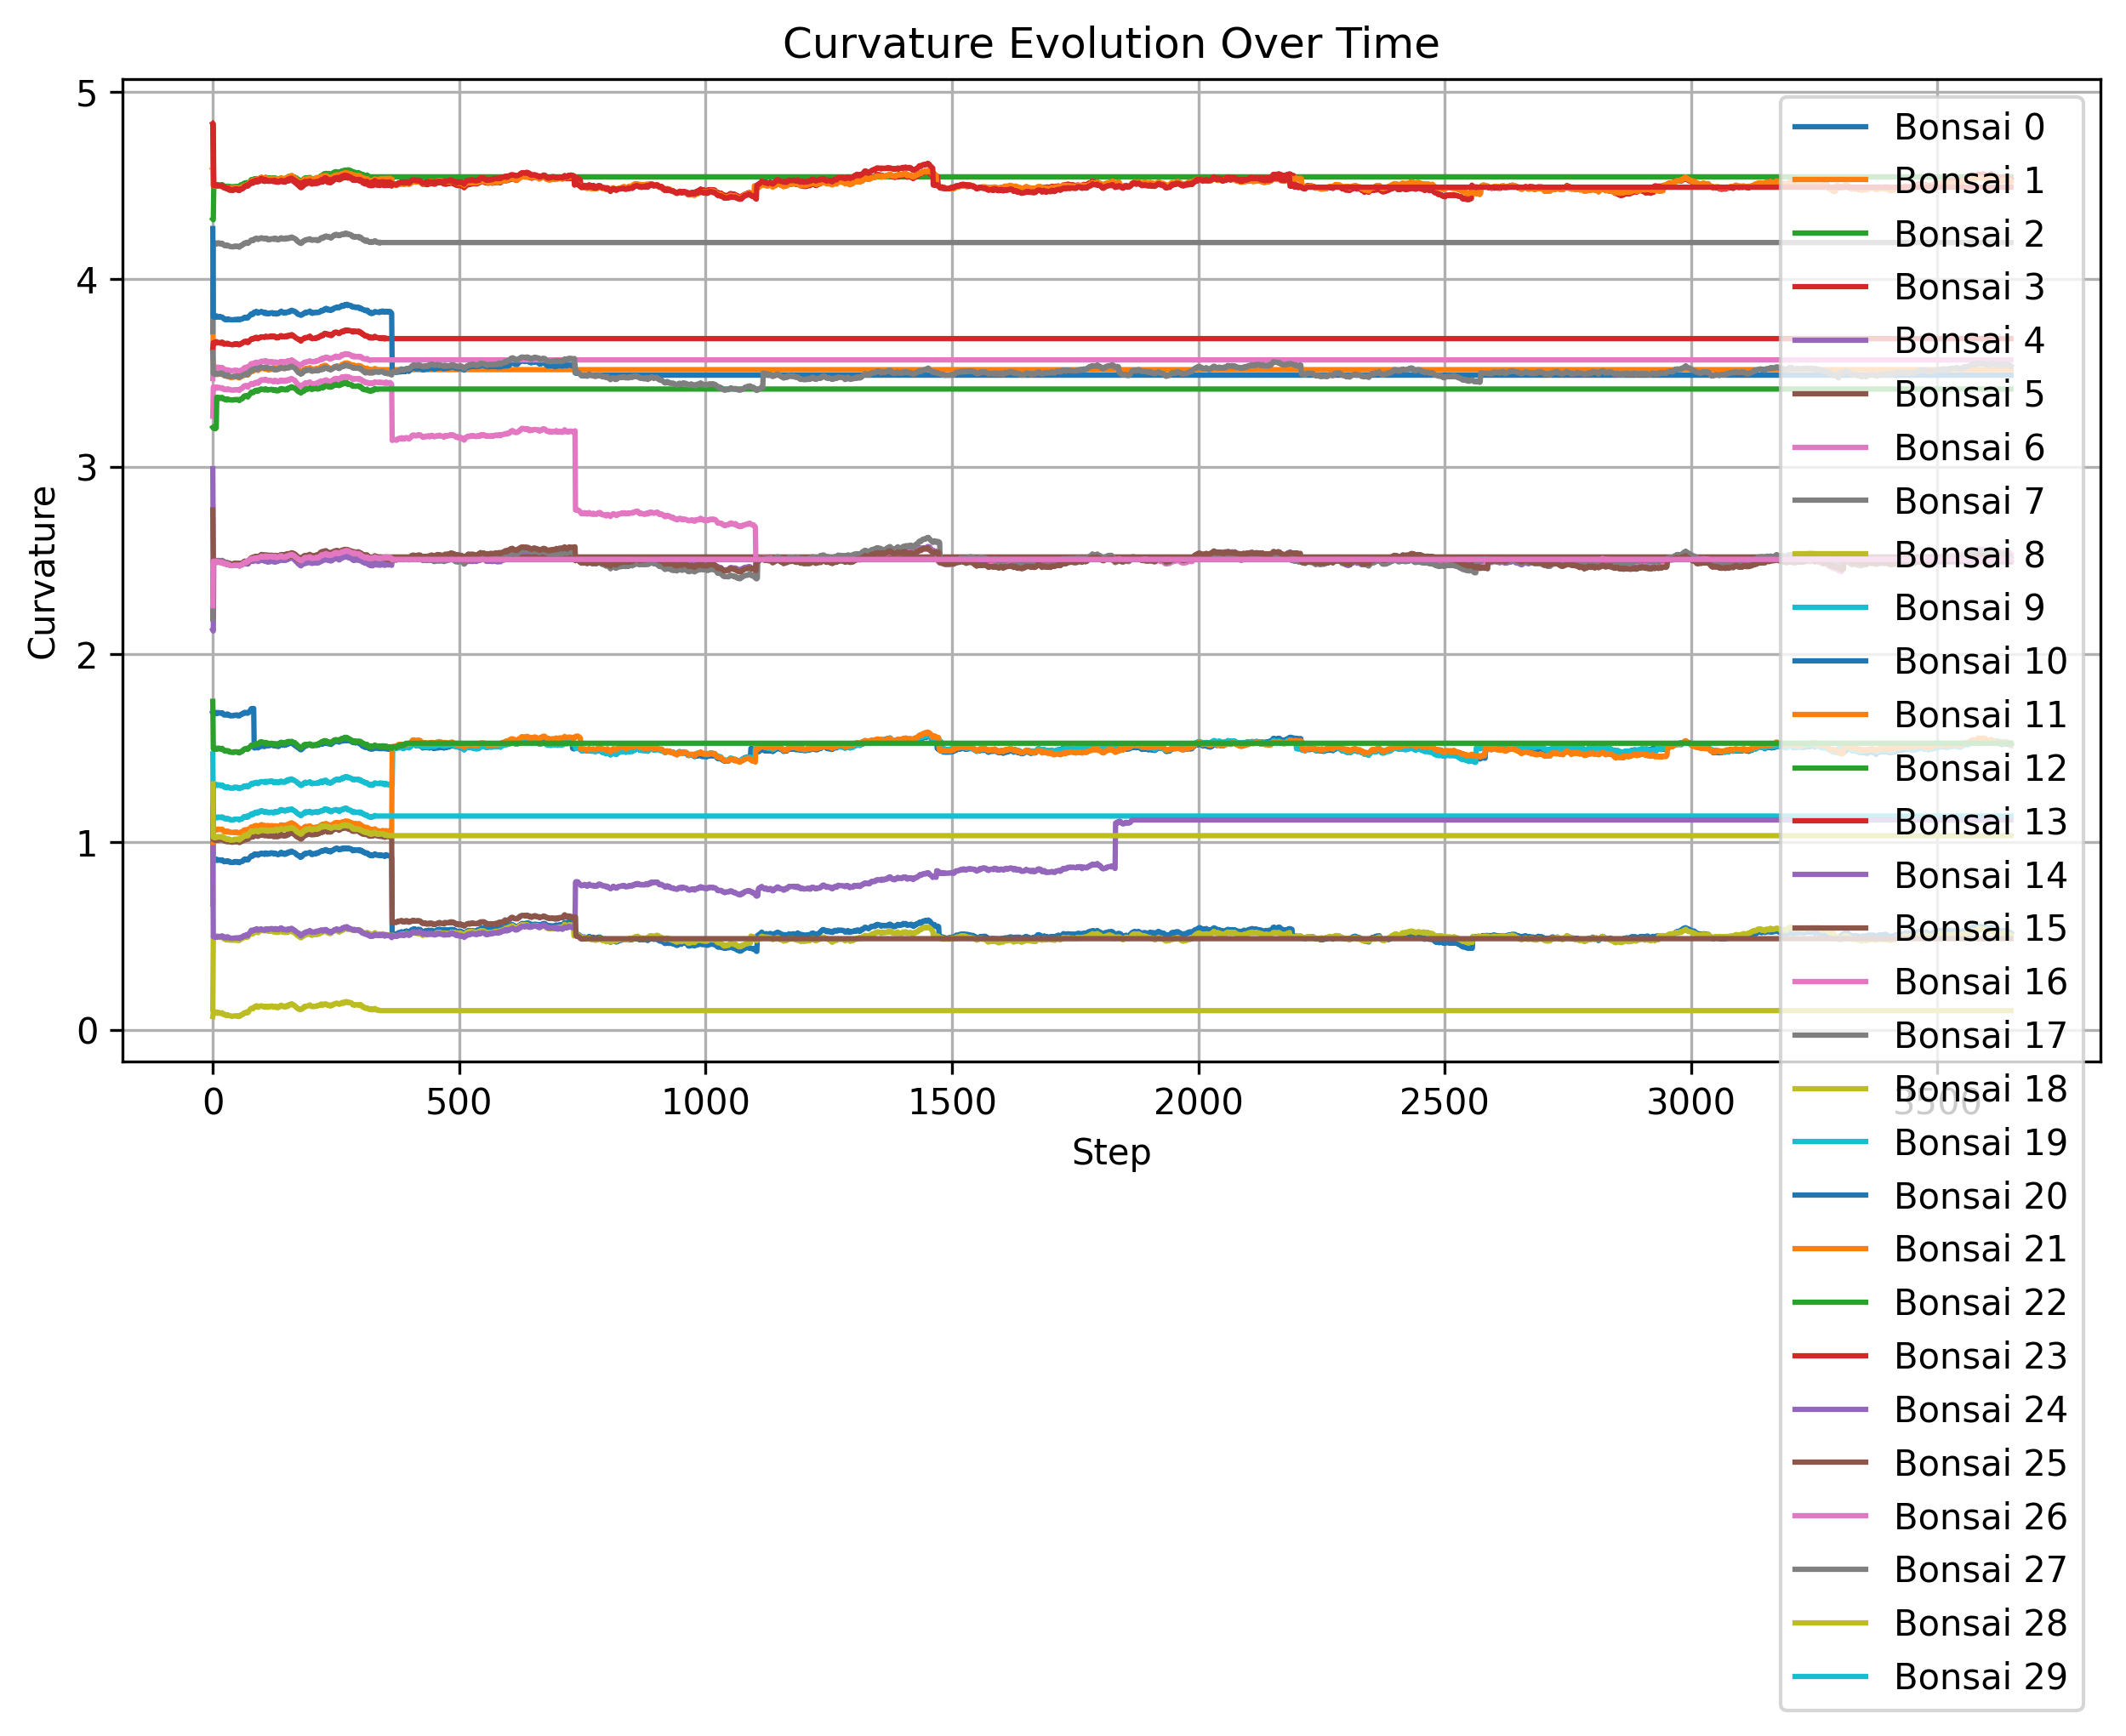 Curvature Evolution Over Time
Curvature
5
4
3
2
1
0
0
500
1000
1500
2000
2500
3000
3500
Step
Bonsai 0
Bonsai 1
Bonsai 2
Bonsai 3
Bonsai 4
Bonsai 5
Bonsai 6
Bonsai 7
Bonsai 8
Bonsai 9
Bonsai 10
Bonsai 11
Bonsai 12
Bonsai 13
Bonsai 14
Bonsai 15
Bonsai 16
Bonsai 17
Bonsai 18
Bonsai 19
Bonsai 20
Bonsai 21
Bonsai 22
Bonsai 23
Bonsai 24
Bonsai 25
Bonsai 26
Bonsai 27
Bonsai 28
Bonsai 29